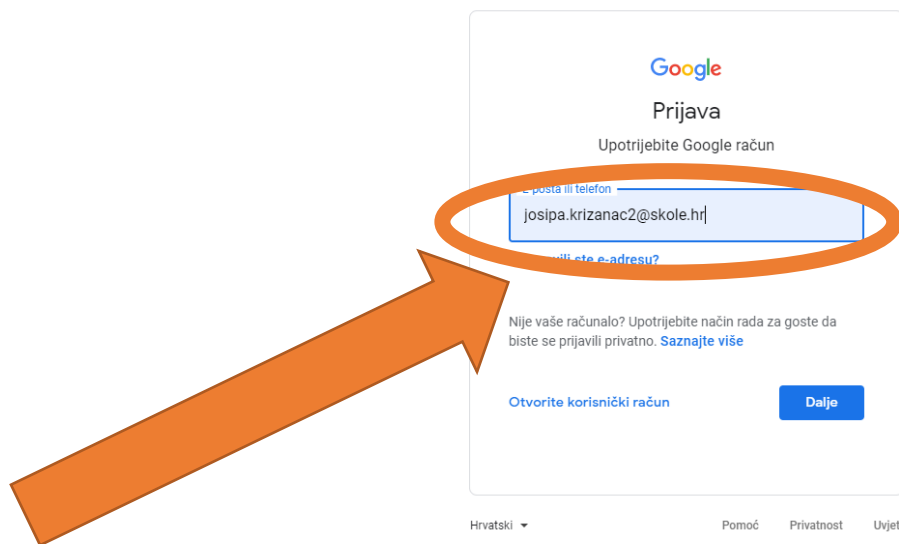 Google
Prijava
Upotrijebite Google račun
E-pošta ili telefon
josipa.krizanac2@skole.hr
ste e-adresu?
Nije vaše računalo? Upotrijebite način rada za goste da
biste se prijavili privatno. Saznajte više
Otvorite korisnički račun
Dalje
Hrvatski
Pomoć
Privatnost
Uvjet